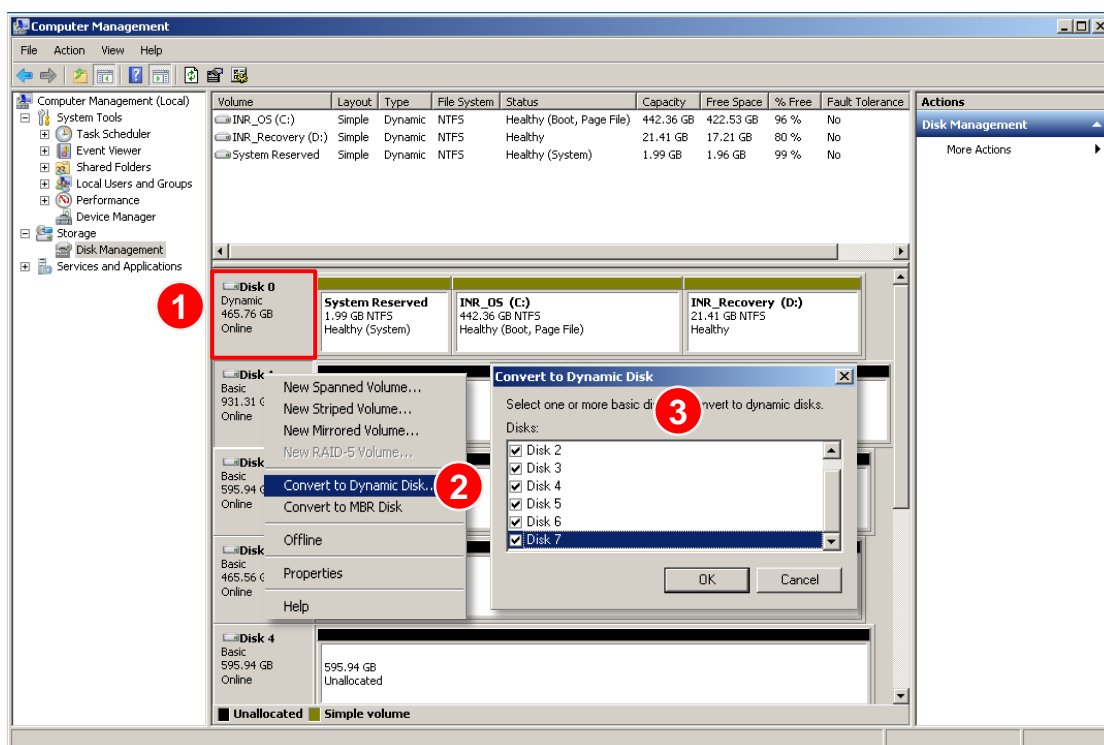 Computer Management
File Action View Help
Computer Management (Local)
System Tools
Task Scheduler
Event Viewer
Shared Folders
Local Users and Groups
Performance
Device Manager
Storage
Disk Management
Services and Applications
Volume Layout Type File System Status Capacity Free Space % Free Fault Tolerance
INR_OS (C:) Simple Dynamic NTFS Healthy (Boot, Page File) 442.36 GB 422.53 GB 96 % No
INR_Recovery (D:) Simple Dynamic NTFS Healthy 21.41 GB 17.21 GB 80 % No
System Reserved Simple Dynamic NTFS Healthy (System) 1.99 GB 1.96 GB 99 % No
Actions
Disk Management
More Actions
1
Disk 0
Dynamic
465.76 GB
Online
System Reserved
1.99 GB NTFS
Healthy (System)
INR_OS (C:)
442.36 GB NTFS
Healthy (Boot, Page File)
INR_Recovery (D:)
21.41 GB NTFS
Healthy
Disk
Basic
931.31
Online
Disk
Basic
595.94
Online
Disk
Basic
465.56
Online
New Spanned Volume...
New Striped Volume...
New Mirrored Volume...
New RAID-5 Volume...
Convert to Dynamic Disk..
2
Convert to MBR Disk
Offline
Properties
Help
Convert to Dynamic Disk
Select one or more basic nvert to dynamic disks.
3
Disks:
Disk 2
Disk 3
Disk 4
Disk 5
Disk 6
Disk 7
OK Cancel
Disk 4
Basic
595.94 GB
Online
595.94 GB
Unallocated
Unallocated Simple volume